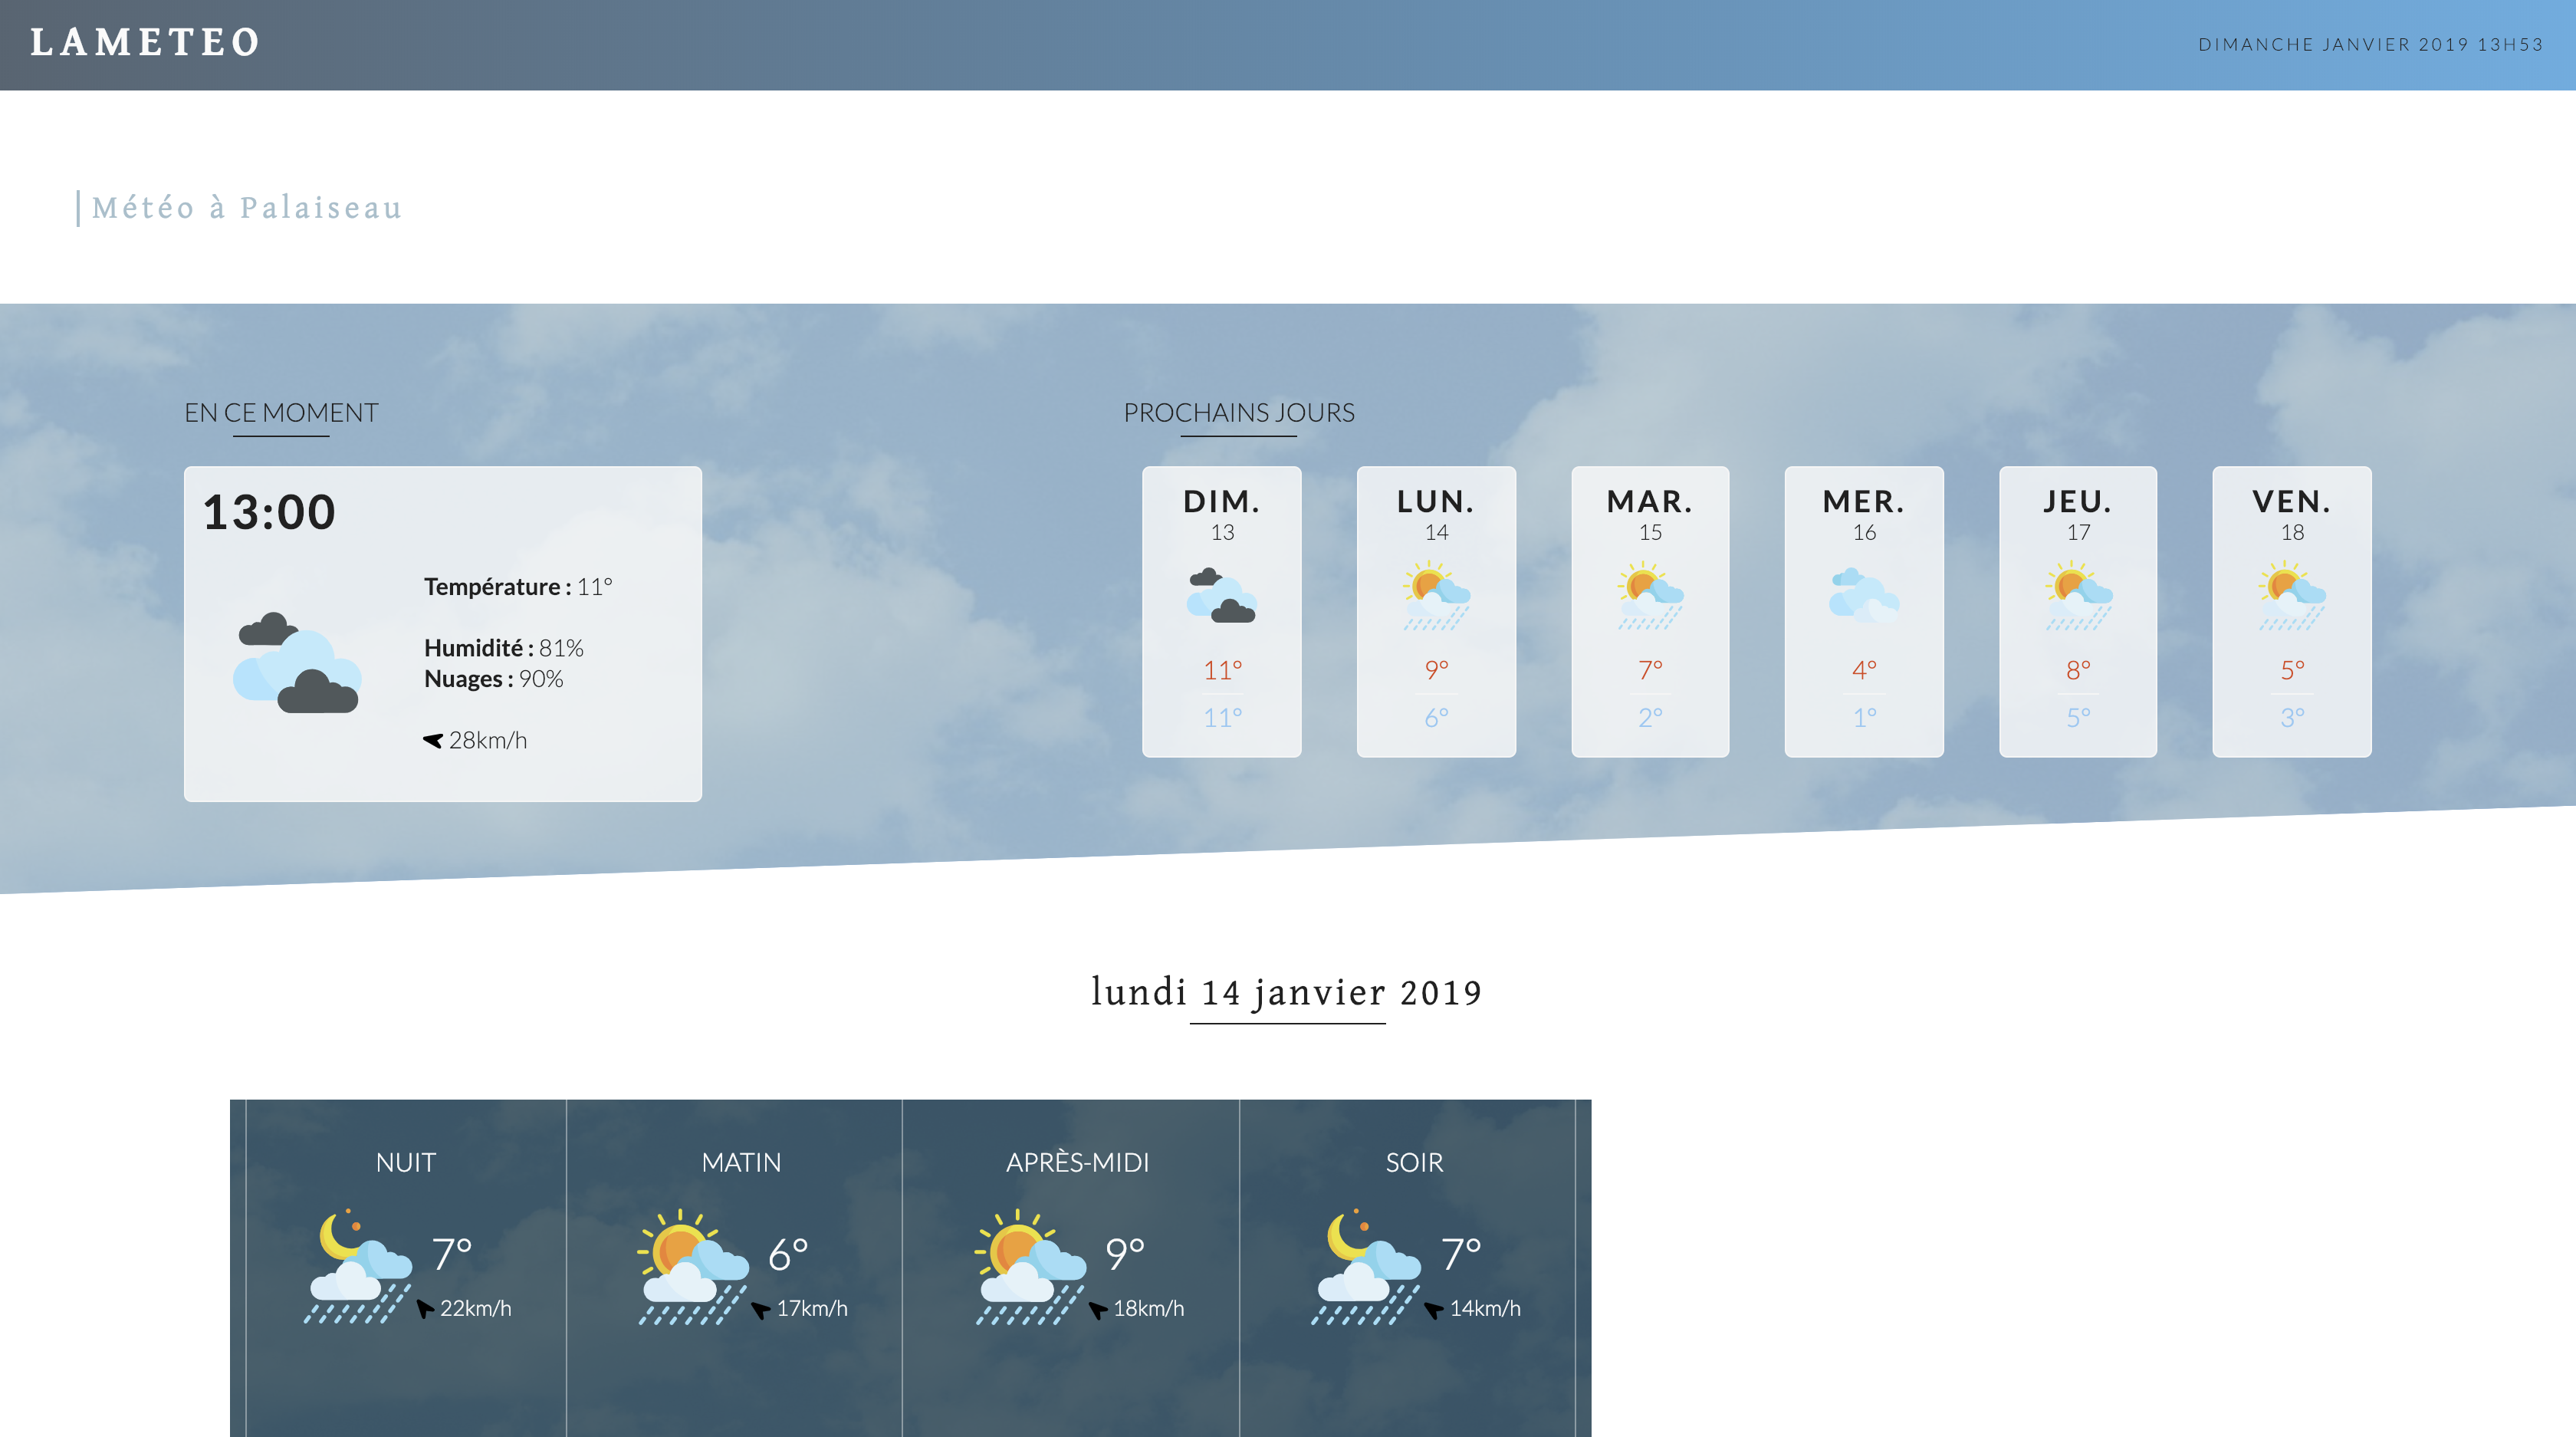 LAMETEO
DIMANCHE JANVIER 2019 13H53
Météo à Palaiseau
EN CE MOMENT
13:00
Température : 11°
Humidité : 81%
Nuages : 90%
28km/h
PROCHAINS JOURS
DIM.
13
11°
11°
LUN.
14
9°
6°
MAR.
15
7°
2°
MER.
16
4°
1°
JEU.
17
8°
5°
VEN.
18
5°
3°
lundi 14 janvier 2019
NUIT
7°
22km/h
MATIN
6°
17km/h
APRÈS-MIDI
9°
18km/h
SOIR
7°
14km/h